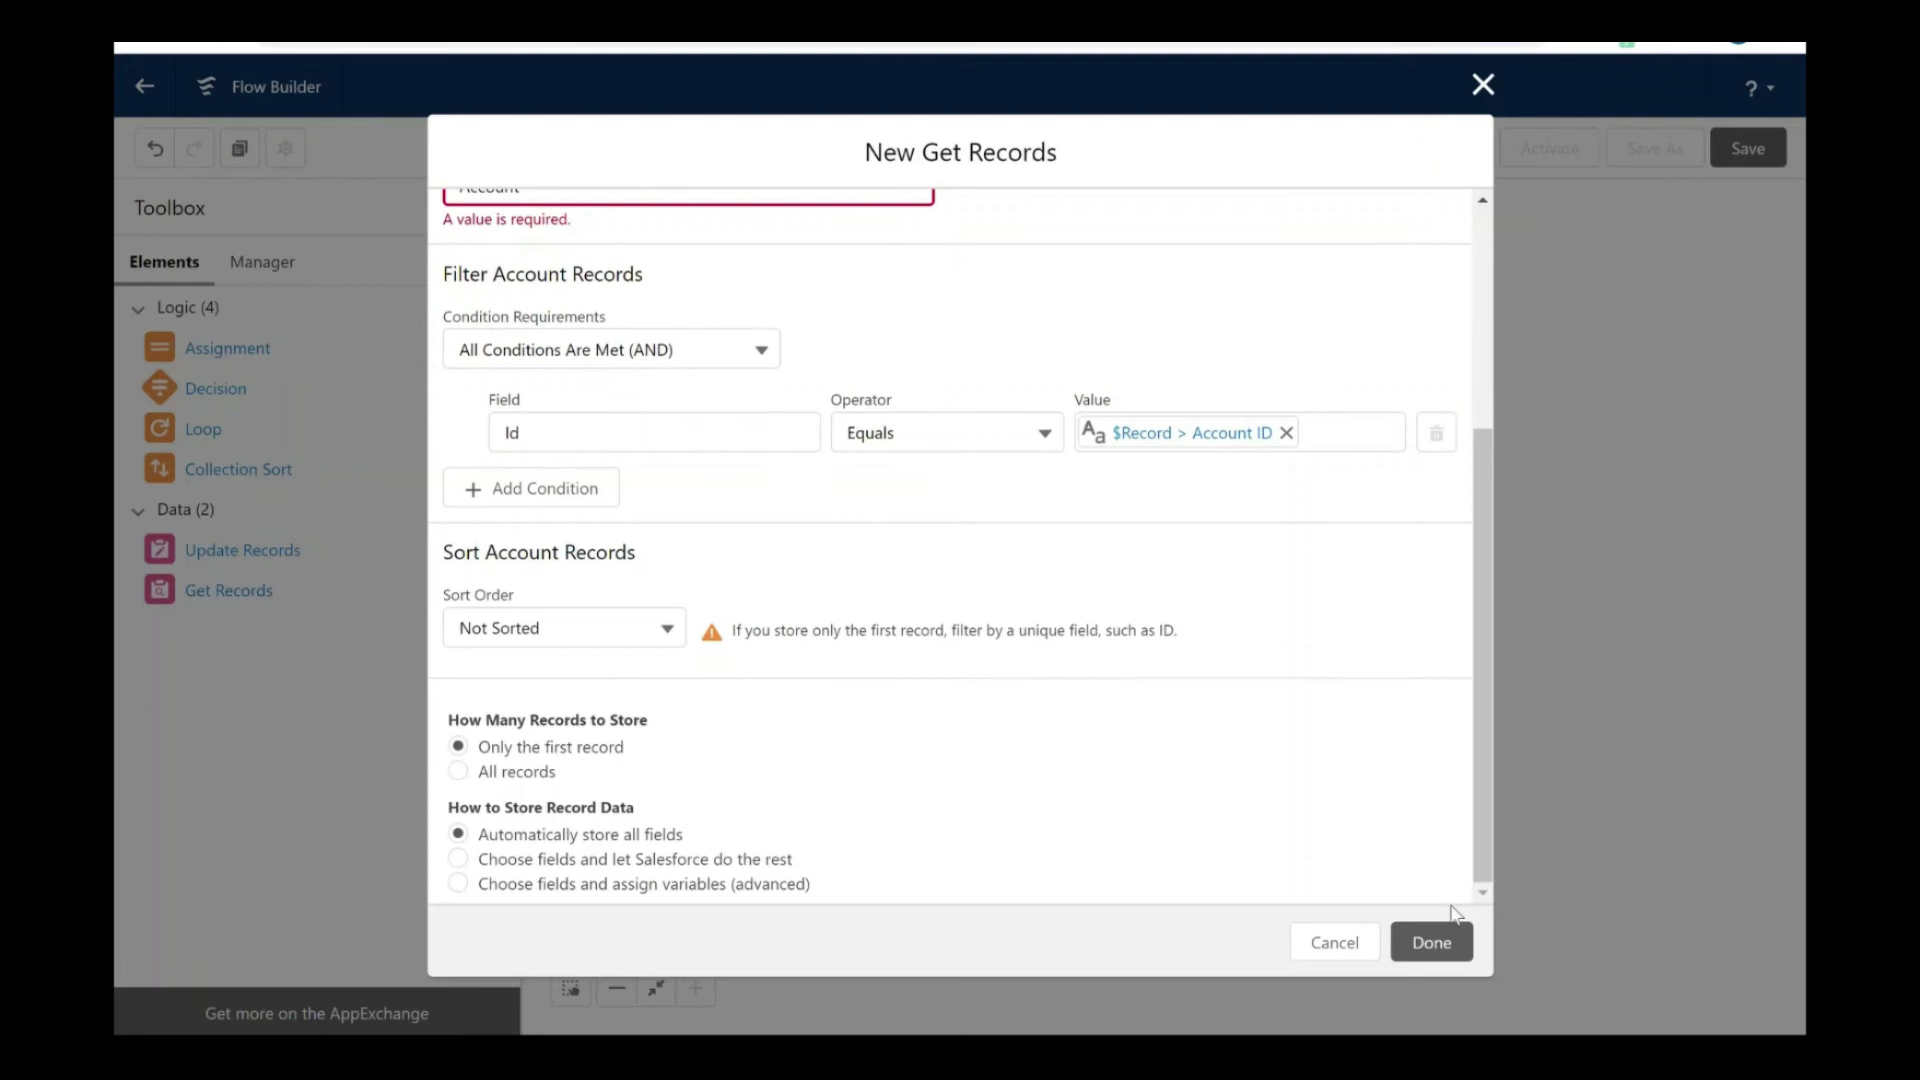 Flow Builder
?
New Get Records
Activate
Save As
Save
Toolbox
Account
A value is required.
Elements
Manager
Filter Account Records
Logic (4)
Condition Requirements
Assignment
All Conditions Are Met (AND)
Decision
Field
Operator
Value
Loop
Id
Equals
Aa $Record > Account ID
Collection Sort
Add Condition
Data (2)
Update Records
Sort Account Records
Get Records
Sort Order
Not Sorted
If you store only the first record, filter by a unique field, such as ID.
How Many Records to Store
Only the first record
All records
How to Store Record Data
Automatically store all fields
Choose fields and let Salesforce do the rest
Choose fields and assign variables (advanced)
Cancel
Done
Get more on the AppExchange